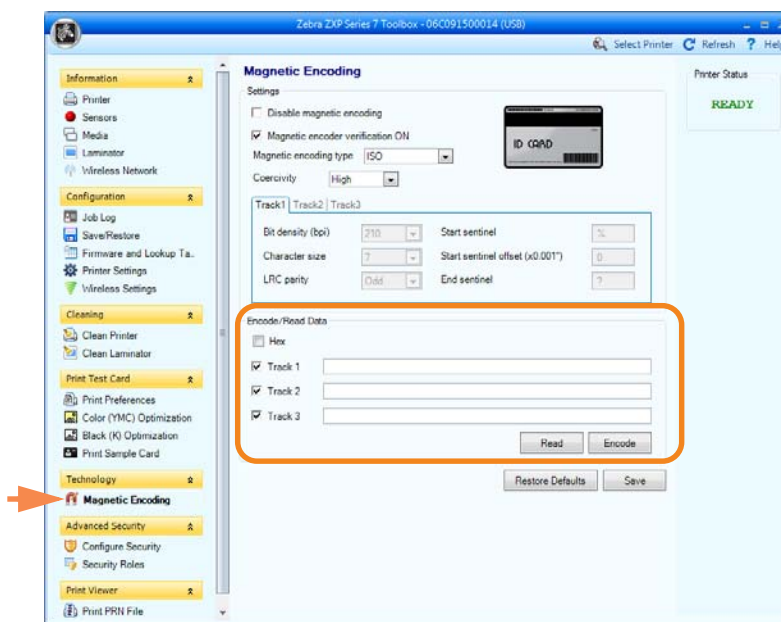 Zebra ZXP Series 7 Toolbox - 06C091500014 (USB)
Select Printer Refresh ? Help
Information
Printer
Sensors
Media
Laminator
Wireless Network
Configuration
Job Log
Save/Restore
Firmware and Lookup Ta..
Printer Settings
Wireless Settings
Cleaning
Clean Printer
Clean Laminator
Print Test Card
Print Preferences
Color (YMC) Optimization
Black (K) Optimization
Print Sample Card
Technology
Magnetic Encoding
Advanced Security
Configure Security
Security Roles
Print Viewer
Print PRN File
Magnetic Encoding
Settings
Disable magnetic encoding
Magnetic encoder verification ON
Magnetic encoding type ISO
Coercivity High
ID CARD
Track1 Track2 Track3
Bit density (bpi) 210 Start sentinel %
Character size 7 Start sentinel offset (x0.001") 0
LRC parity Odd End sentinel ?
Encode/Read Data
Hex
Track 1
Track 2
Track 3
Read Encode
Restore Defaults Save
Printer Status
READY